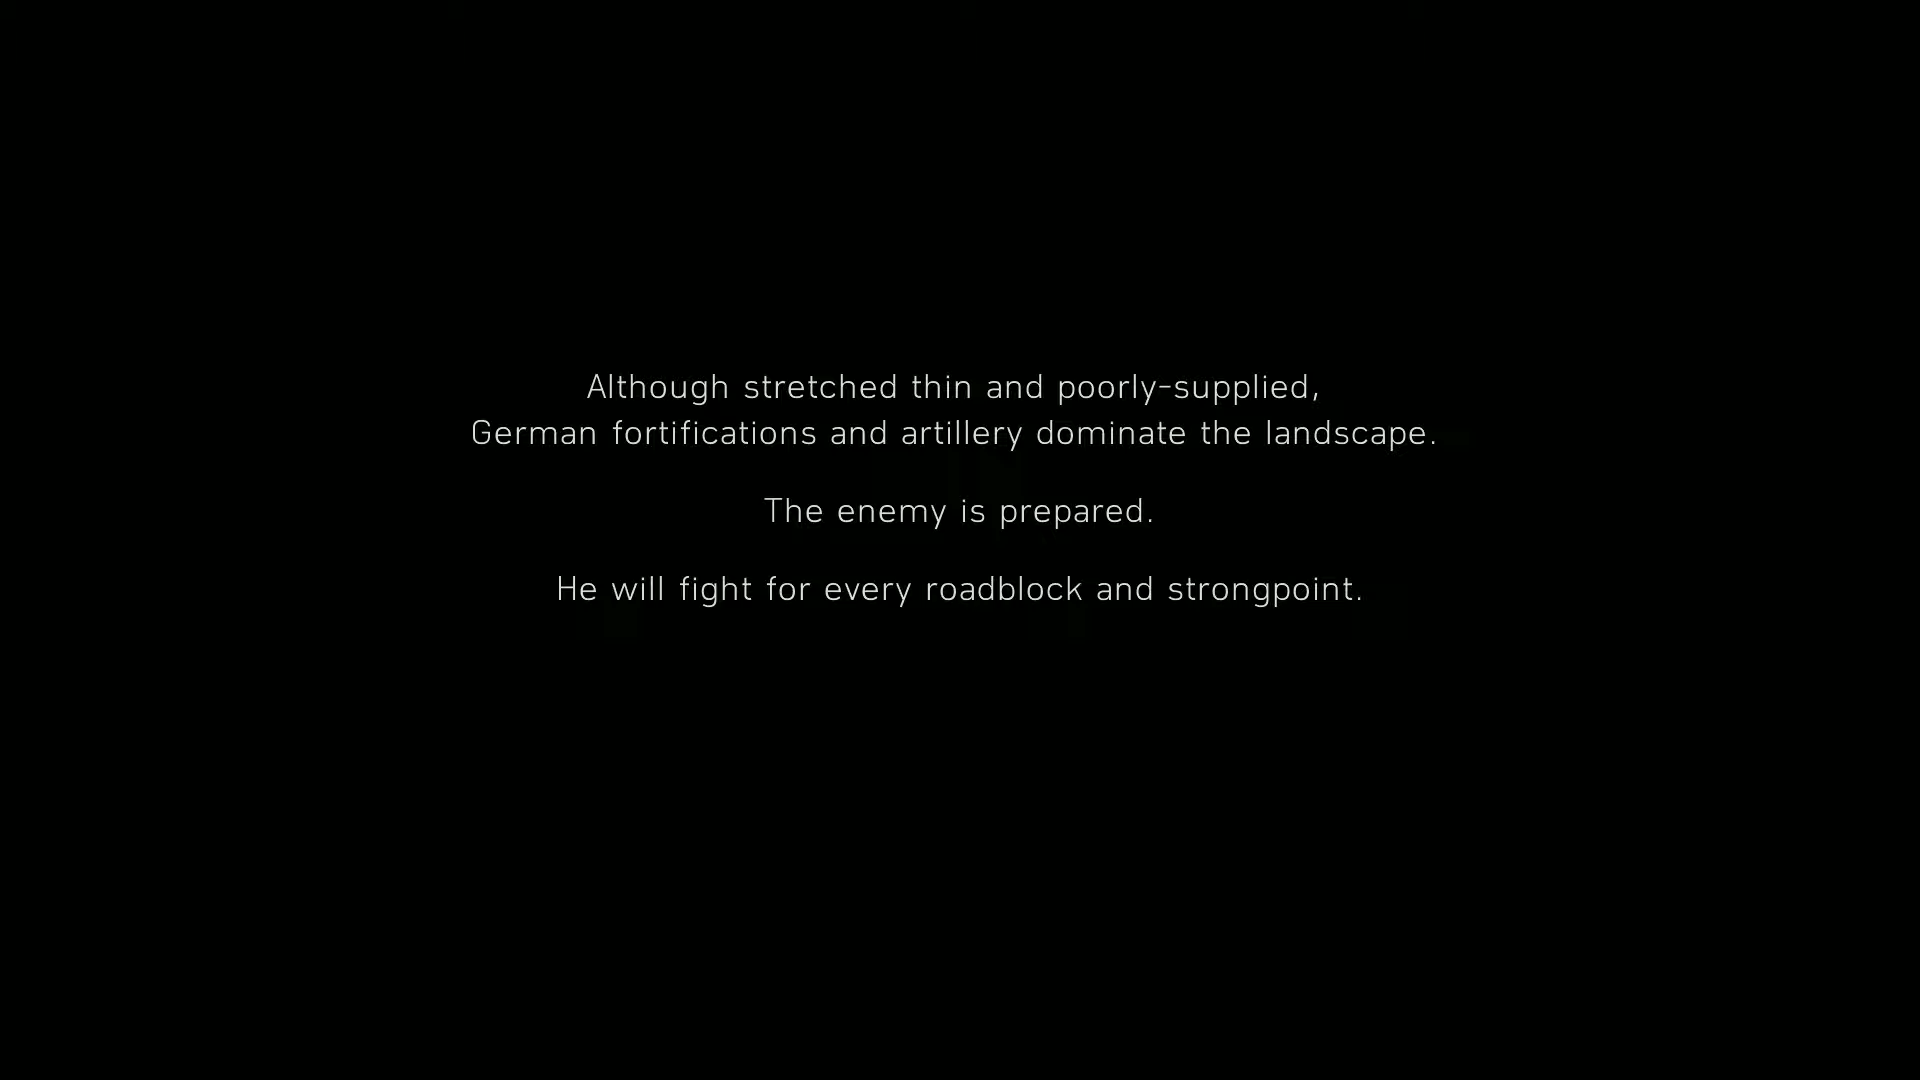 Although stretched thin and poorly-supplied,
German fortifications and artillery dominate the landscape.
The enemy is prepared.
He will fight for every roadblock and strongpoint.